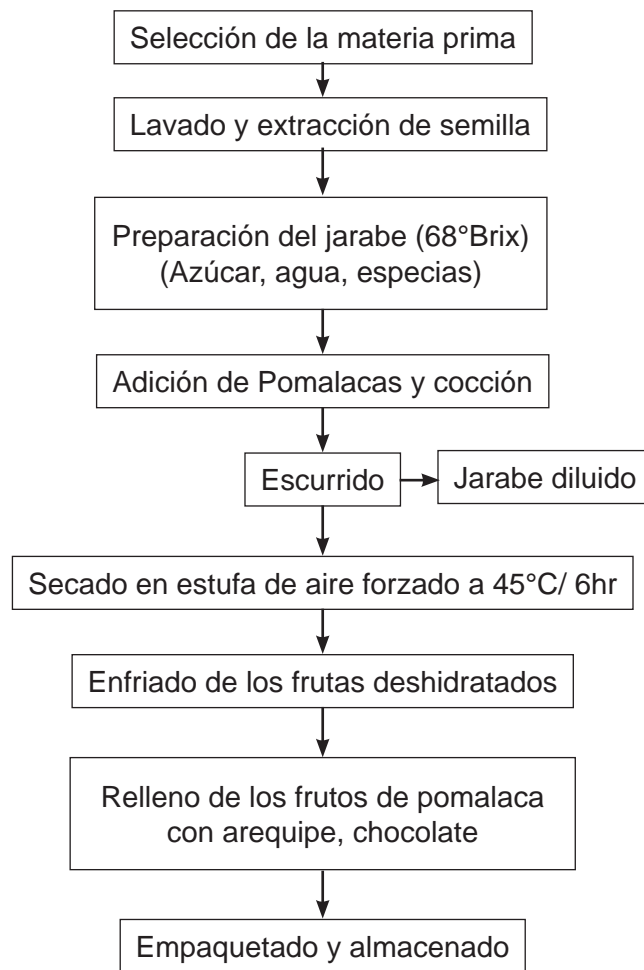 Selección de la materia prima
Lavado y extracción de semilla
Preparación del jarabe (68°Brix)
(Azúcar, agua, especias)
Adición de Pomalacas y cocción
Escurrido
Jarabe diluido
Secado en estufa de aire forzado a 45°C/ 6hr
Enfriado de los frutas deshidratados
Relleno de los frutos de pomalaca
con arequipe, chocolate
Empaquetado y almacenado